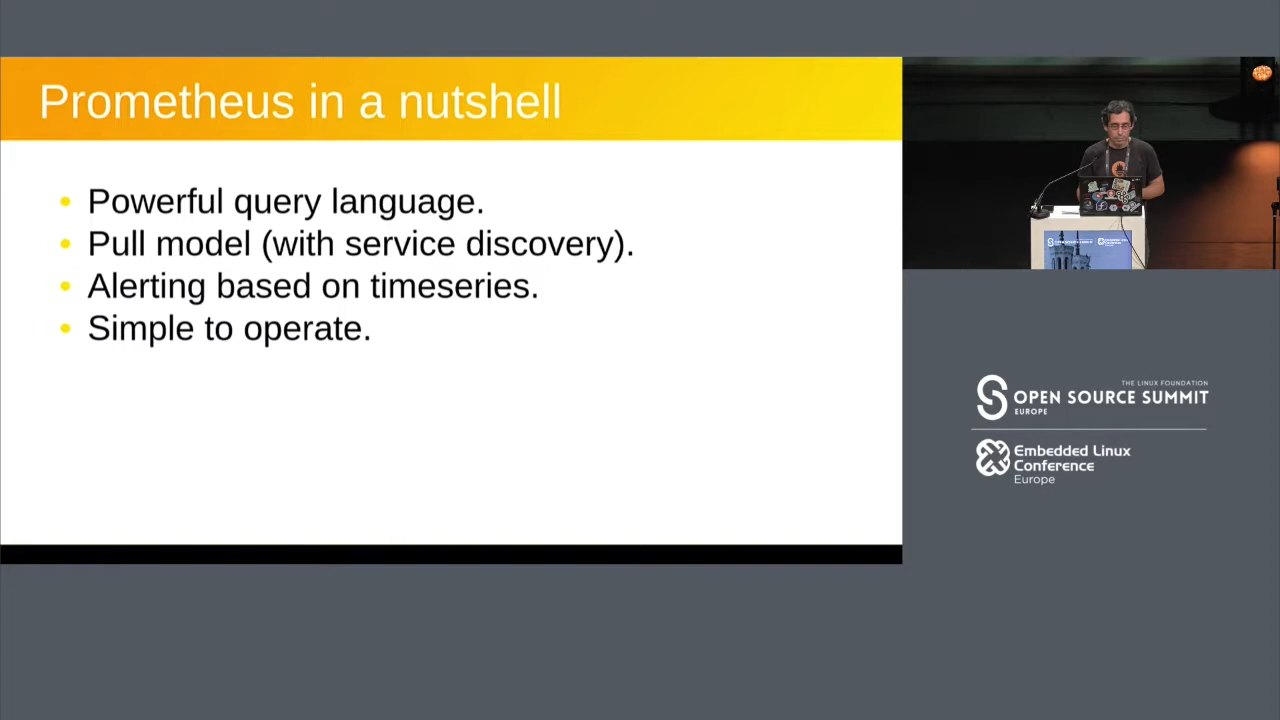 Prometheus in a nutshell
• Powerful query language.
• Pull model (with service discovery).
• Alerting based on timeseries.
• Simple to operate.
THE LINUX FOUNDATION
OPEN SOURCE SUMMIT
EUROPE
Embedded Linux
Conference
Europe